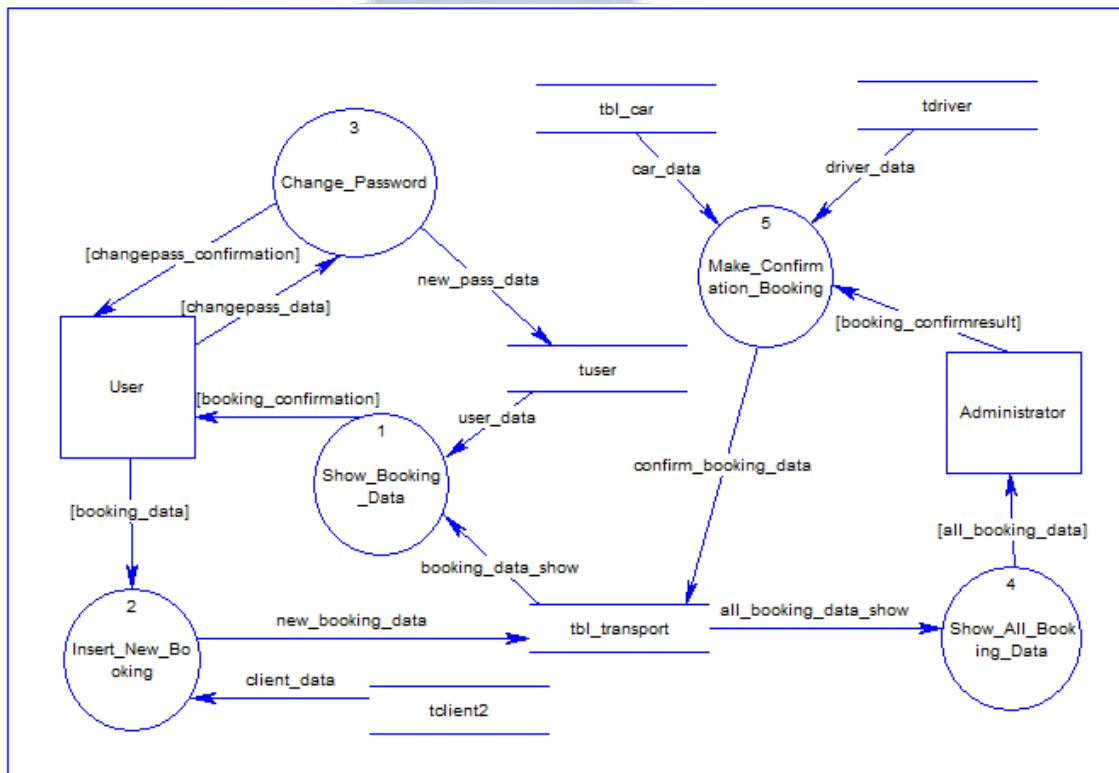 tbl_car
tdriver
3
Change_Password
car_data
driver_data
5
Make_Confirm
ation_Booking
[changepass_confirmation]
new_pass_data
[changepass_data]
[booking_confirmresult]
User
tuser
[booking_confirmation]
user_data
Administrator
1
Show_Booking
_Data
confirm_booking_data
[booking_data]
[all_booking_data]
booking_data_show
4
Show_All_Book
ing_Data
2
Insert_New_Bo
oking
new_booking_data
tbl_transport
all_booking_data_show
client_data
tclient2